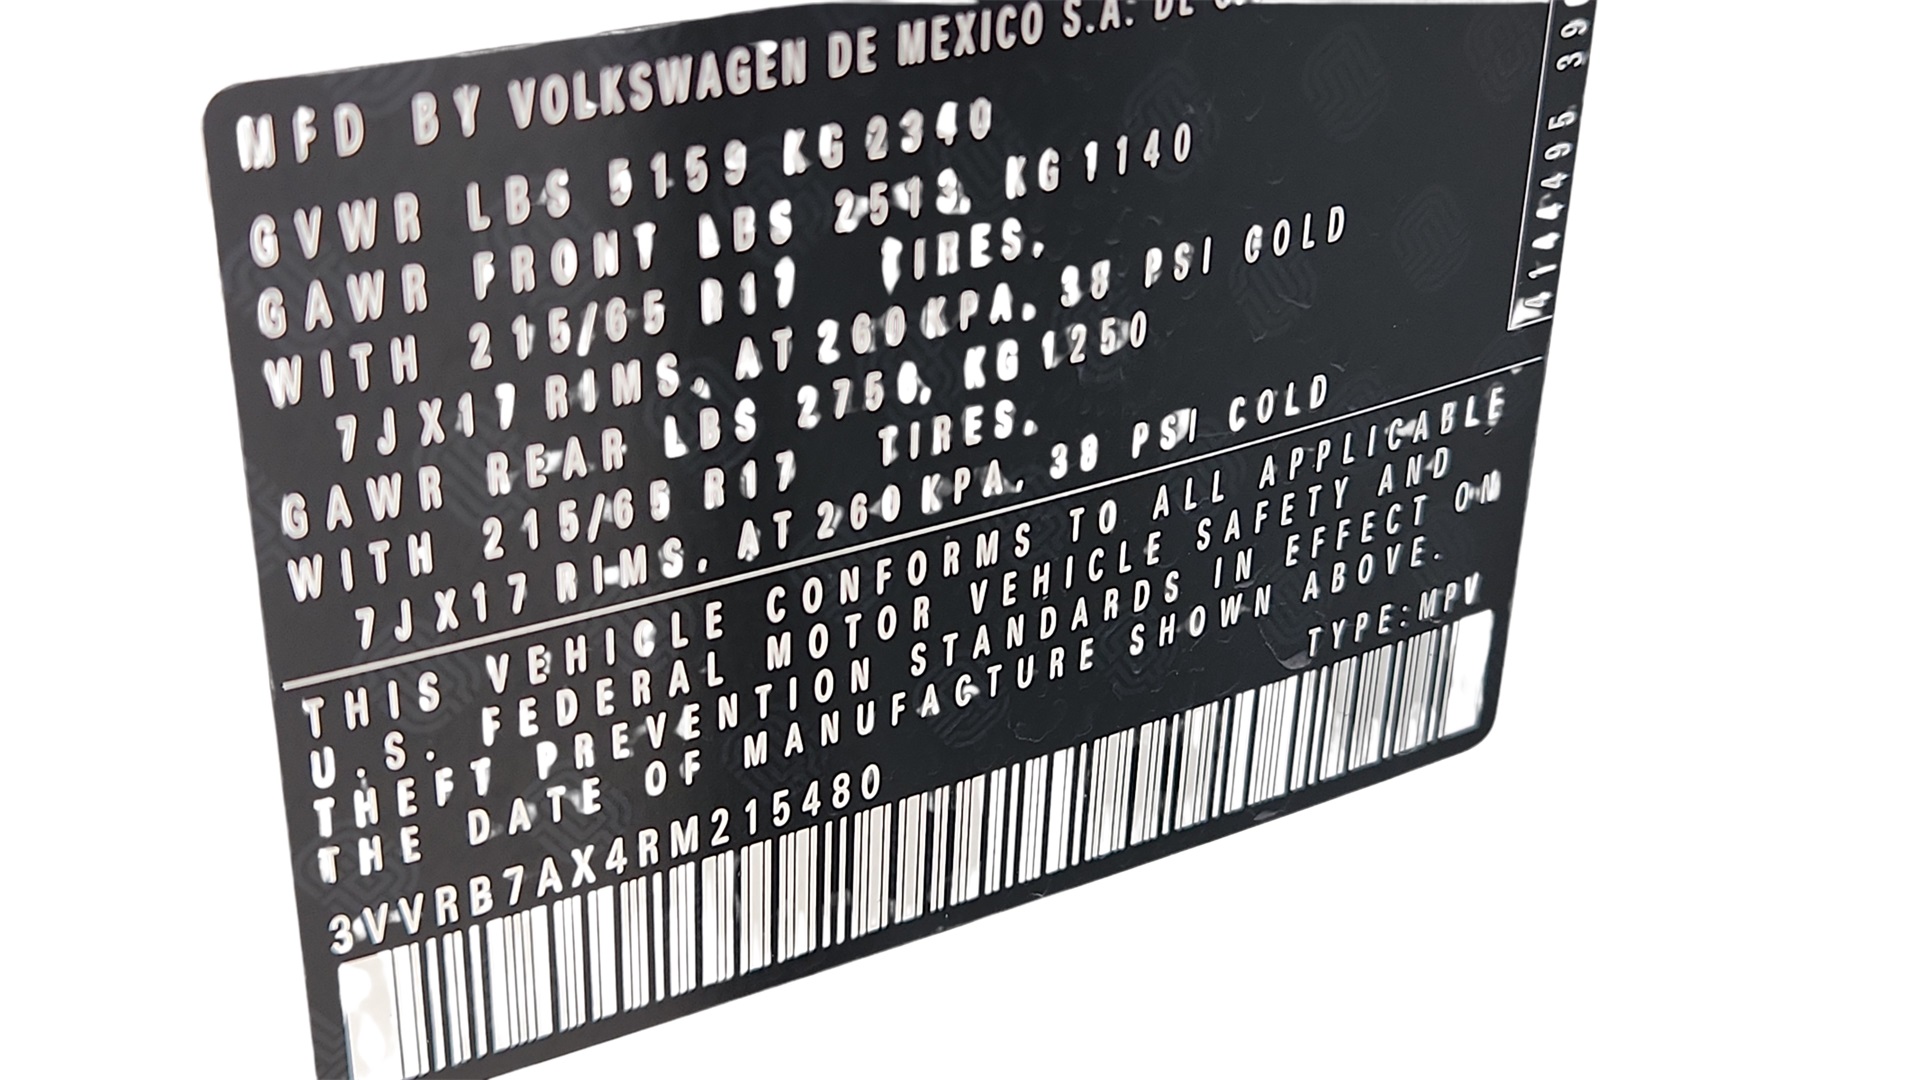 MFD BY VOLKSWAGEN DE MEXICO S.A. DE
GVWR LBS 5159 KG 2340
GAWR FRONT LBS 2513, KG 1140
WITH 215/65 R17 TIRES.
7JX17 RIMS, AT 260 KPA. 38 PSI COLD
GAWR REAR LBS 2756, KG 1250
WITH 215/65 R17 TIRES.
7JX17 RIMS. AT 260 KPA. 38 PSI COLD
THIS VEHICLE CONFORMS TO ALL APPLICABLE
U.S. FEDERAL MOTOR VEHICLE SAFETY AND
THEFT PREVENTION STANDARDS IN EFFECT ON
THE DATE OF MANUFACTURE SHOWN ABOVE.
TYPE:MPV
3VVRB7AX4RM215480